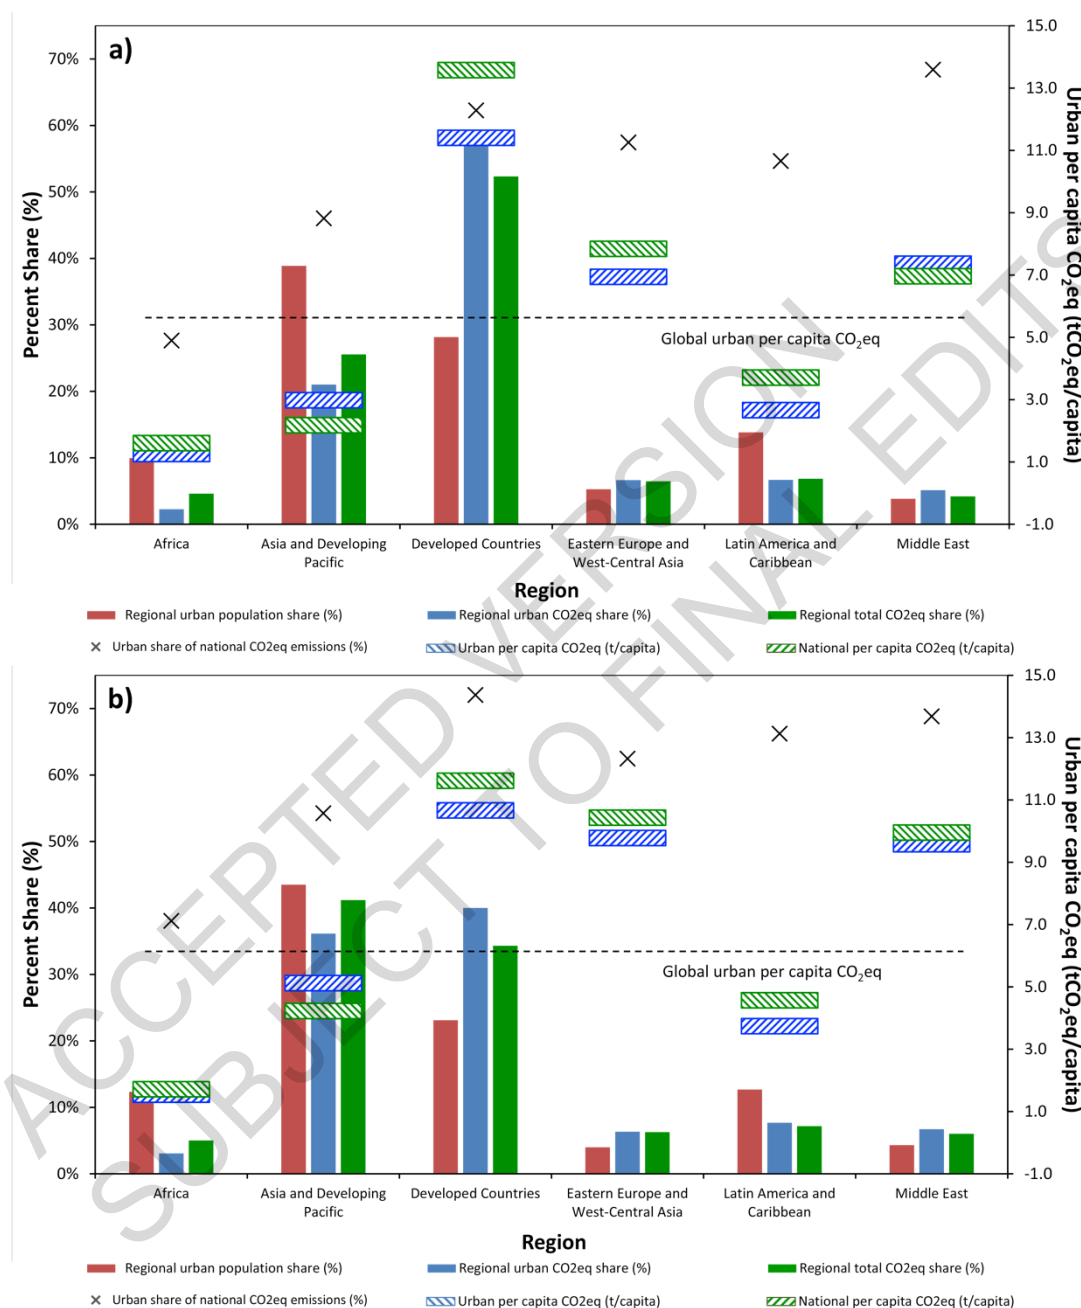 a)
70%
60%
50%
40%
30%
20%
10%
0%
Percent Share (%)
15.0
13.0
11.0
9.0
7.0
5.0
3.0
1.0
-1.0
Urban per capita CO2eq (tCO2eq/capita)
Global urban per capita CO2eq
Africa
Asia and Developing
Pacific
Developed Countries
Eastern Europe and
West-Central Asia
Latin America and
Caribbean
Middle East
Region
Regional urban population share (%)
Regional urban CO2eq share (%)
Regional total CO2eq share (%)
Urban share of national CO2eq emissions (%)
Urban per capita CO2eq (t/capita)
National per capita CO2eq (t/capita)
b)
70%
60%
50%
40%
30%
20%
10%
0%
Percent Share (%)
15.0
13.0
11.0
9.0
7.0
5.0
3.0
1.0
-1.0
Urban per capita CO2eq (tCO2eq/capita)
Global urban per capita CO2eq
Africa
Asia and Developing
Pacific
Developed Countries
Eastern Europe and
West-Central Asia
Latin America and
Caribbean
Middle East
Region
Regional urban population share (%)
Regional urban CO2eq share (%)
Regional total CO2eq share (%)
Urban share of national CO2eq emissions (%)
Urban per capita CO2eq (t/capita)
National per capita CO2eq (t/capita)
ACCEPTED VERSION
SUBJECT TO FINAL EDITS